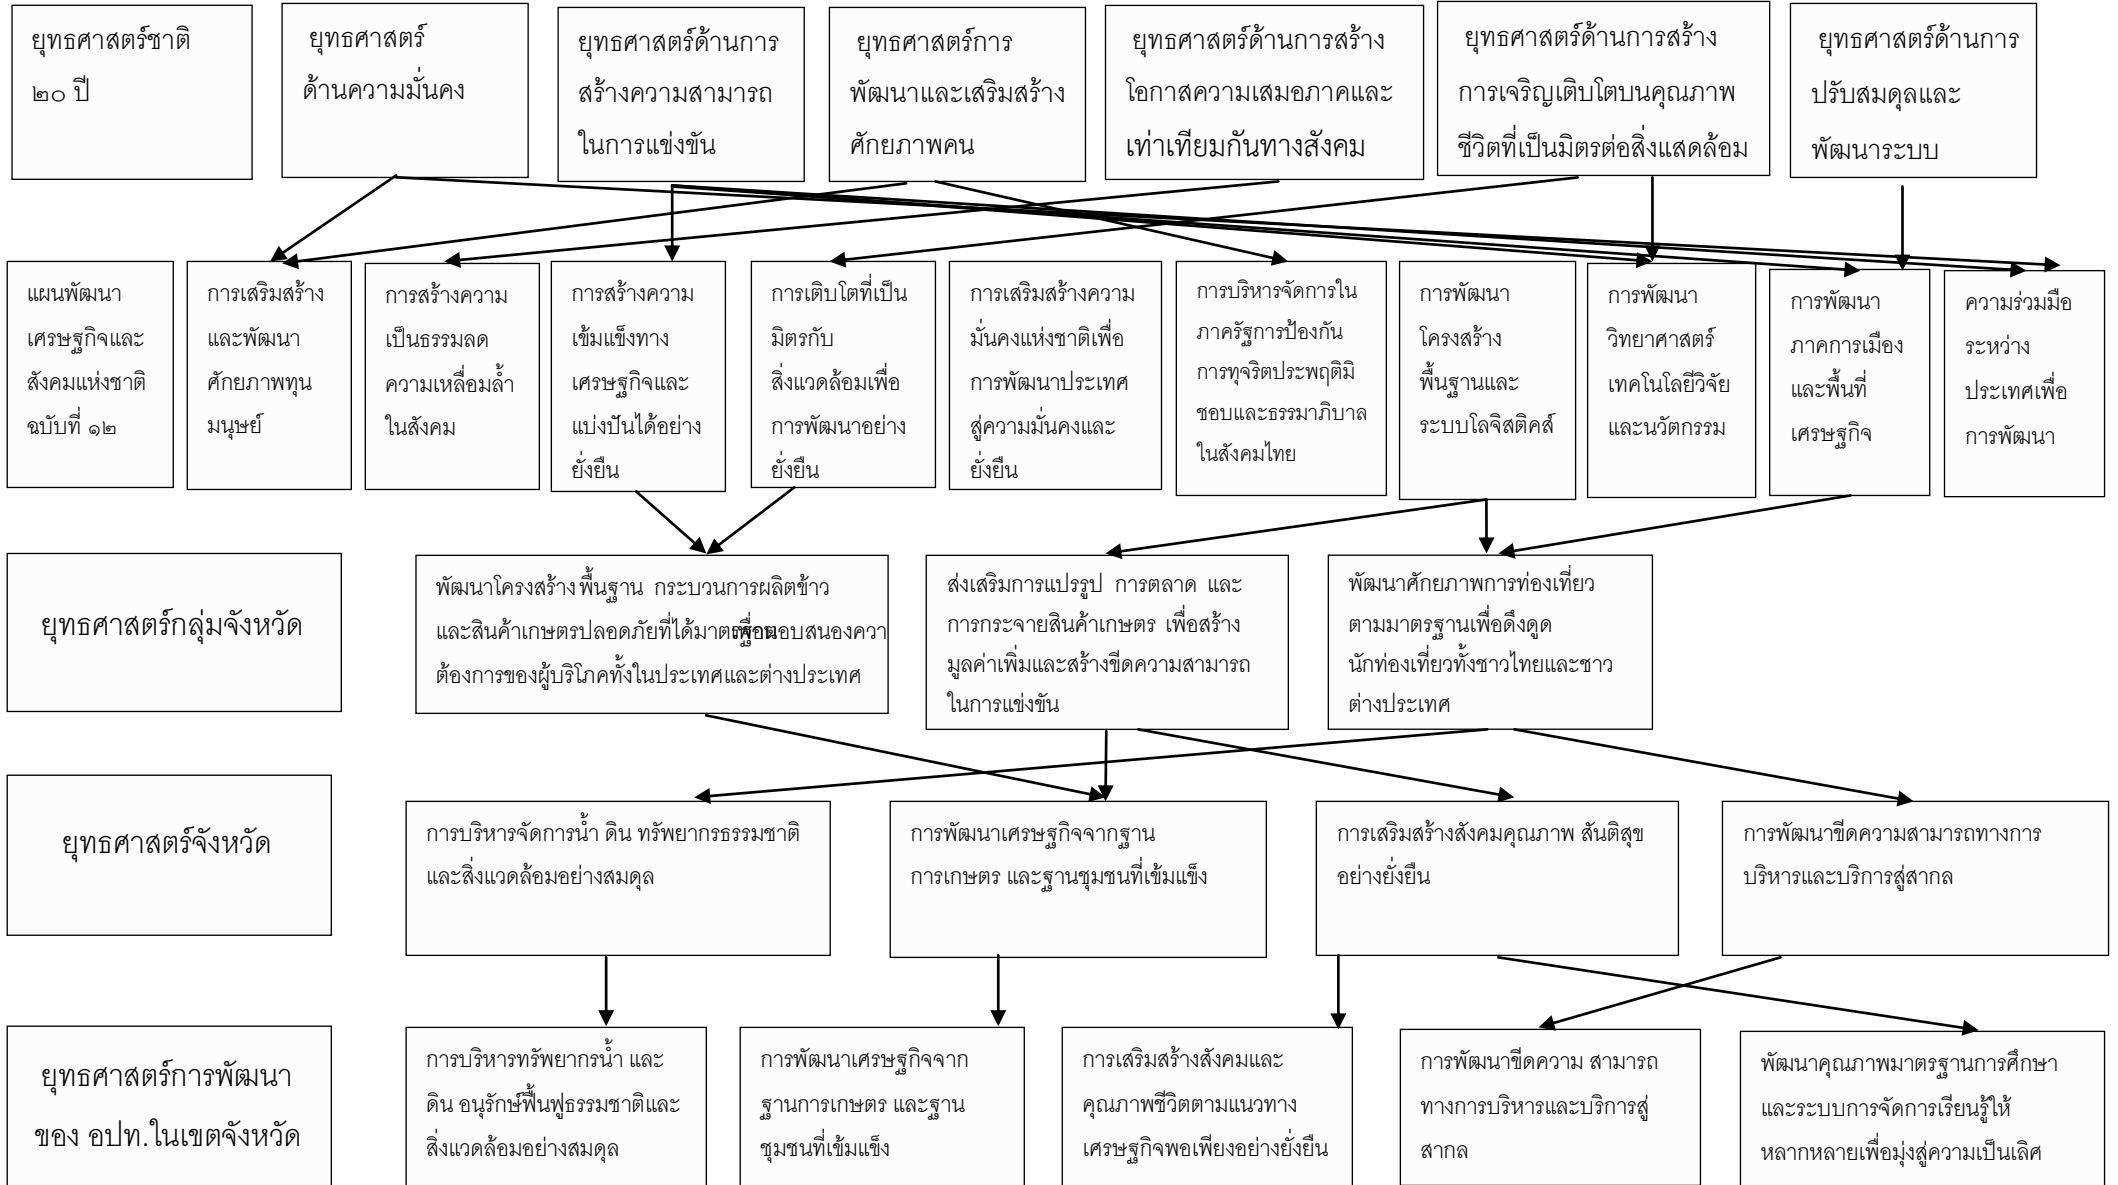 ยุทธศาสตร์ชาติ
๒๐ ปี
ยุทธศาสตร์
ด้านความมั่นคง
ยุทธศาสตร์ด้านการ
สร้างความสามารถ
ในการแข่งขัน
ยุทธศาสตร์การ
พัฒนาและเสริมสร้าง
ศักยภาพคน
ยุทธศาสตร์ด้านการสร้าง
โอกาสความเสมอภาคและ
เท่าเทียมกันทางสังคม
ยุทธศาสตร์ด้านการสร้าง
การเจริญเติบโตบนคุณภาพ
ชีวิตที่เป็นมิตรต่อสิ่งแสดล้อม
ยุทธศาสตร์ด้านการ
ปรับสมดุลและ
พัฒนาระบบ
แผนพัฒนา
เศรษฐกิจและ
สังคมแห่งชาติ
ฉบับที่ ๑๒
การเสริมสร้าง
และพัฒนา
ศักยภาพทุน
มนุษย์
การสร้างความ
เป็นธรรมลด
ความเหลื่อมล้ำ
ในสังคม
การสร้างความ
เข้มแข็งทาง
เศรษฐกิจและ
แบ่งปันได้อย่าง
ยั่งยืน
การเติบโตที่เป็น
มิตรกับ
สิ่งแวดล้อมเพื่อ
การพัฒนาอย่าง
ยั่งยืน
การเสริมสร้างความ
มั่นคงแห่งชาติเพื่อ
การพัฒนาประเทศ
สู่ความมั่นคงและ
ยั่งยืน
การบริหารจัดการใน
ภาครัฐการป้องกัน
การทุจริตประพฤติมิ
ชอบและธรรมาภิบาล
ในสังคมไทย
การพัฒนา
โครงสร้าง
พื้นฐานและ
ระบบโลจิสติคส์
การพัฒนา
วิทยาศาสตร์
เทคโนโลยีวิจัย
และนวัตกรรม
การพัฒนา
ภาคการเมือง
และพื้นที่
เศรษฐกิจ
ความร่วมมือ
ระหว่าง
ประเทศเพื่อ
การพัฒนา
ยุทธศาสตร์กลุ่มจังหวัด
พัฒนาโครงสร้างพื้นฐาน กระบวนการผลิตข้าว
และสินค้าเกษตรปลอดภัยที่ได้มาตรฐานเพื่อตอบสนองควา
ต้องการของผู้บริโภคทั้งในประเทศและต่างประเทศ
ส่งเสริมการแปรรูป การตลาด และ
การกระจายสินค้าเกษตร เพื่อสร้าง
มูลค่าเพิ่มและสร้างขีดความสามารถ
ในการแข่งขัน
พัฒนาศักยภาพการท่องเที่ยว
ตามมาตรฐานเพื่อดึงดูด
นักท่องเที่ยวทั้งชาวไทยและชาว
ต่างประเทศ
ยุทธศาสตร์จังหวัด
การบริหารจัดการน้ำ ดิน ทรัพยากรธรรมชาติ
และสิ่งแวดล้อมอย่างสมดุล
การพัฒนาเศรษฐกิจจากฐาน
การเกษตร และฐานชุมชนที่เข้มแข็ง
การเสริมสร้างสังคมคุณภาพ สันติสุข
อย่างยั่งยืน
การพัฒนาขีดความสามารถทางการ
บริหารและบริการสู่สากล
ยุทธศาสตร์การพัฒนา
ของ อปท.ในเขตจังหวัด
การบริหารทรัพยากรน้ำ และ
ดิน อนุรักษ์ฟื้นฟูธรรมชาติและ
สิ่งแวดล้อมอย่างสมดุล
การพัฒนาเศรษฐกิจจาก
ฐานการเกษตร และฐาน
ชุมชนที่เข้มแข็ง
การเสริมสร้างสังคมและ
คุณภาพชีวิตตามแนวทาง
เศรษฐกิจพอเพียงอย่างยั่งยืน
การพัฒนาขีดความ สามารถ
ทางการบริหารและบริการสู่
สากล
พัฒนาคุณภาพมาตรฐานการศึกษา
และระบบการจัดการเรียนรู้ให้
หลากหลายเพื่อมุ่งสู่ความเป็นเลิศ